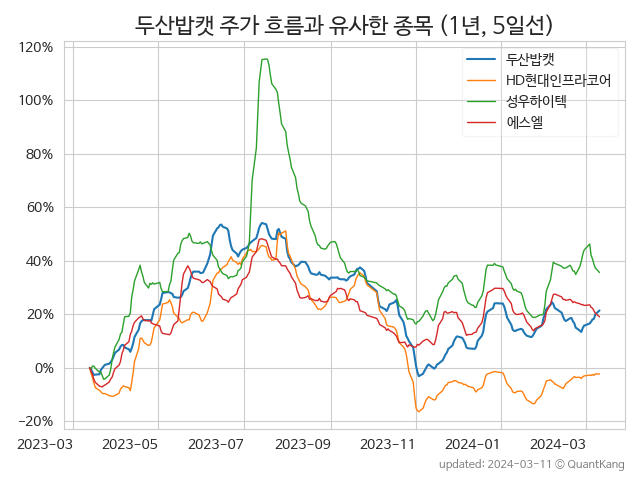 두산밥캣 주가 흐름과 유사한 종목 (1년, 5일선)
120%
100%
80%
60%
40%
20%
0%
−20%
두산밥캣
HD현대인프라코어
성우하이텍
에스엘
2023-03 2023-05 2023-07 2023-09 2023-11 2024-01 2024-03
updated: 2024-03-11 © QuantKang